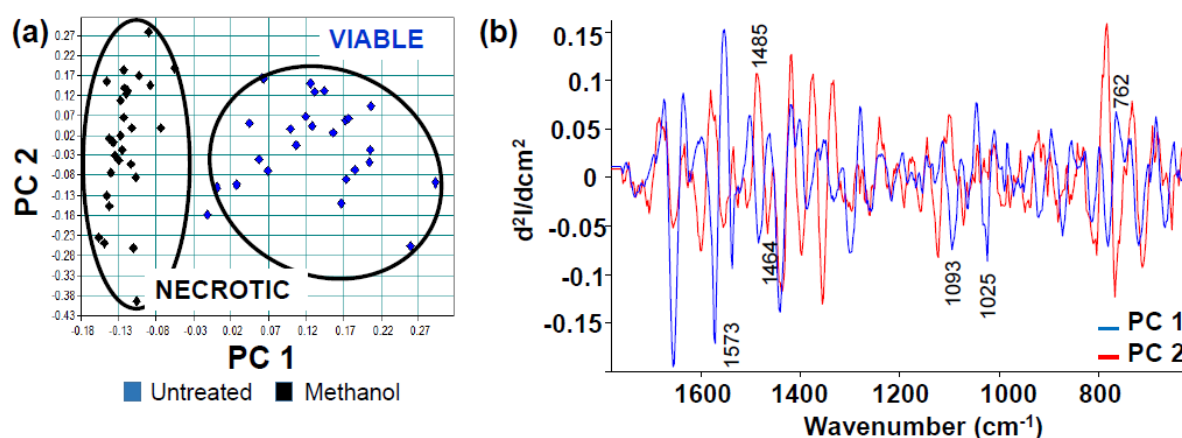 (a)
VIABLE
0.27
0.22
0.17
0.12
0.07
0.02
-0.03
-0.08
-0.13
-0.18
-0.23
-0.28
-0.33
-0.38
-0.43
PC 2
NECROTIC
-0.18 -0.13 -0.08 -0.03 0.02 0.07 0.12 0.17 0.22 0.27
PC 1
Untreated Methanol
(b)
d²I/dcm²
0.15
0.1
0.05
0
-0.05
-0.1
-0.15
1485
762
1464
1093
1025
1573
PC 1
PC 2
1600 1400 1200 1000 800
Wavenumber (cm⁻¹)